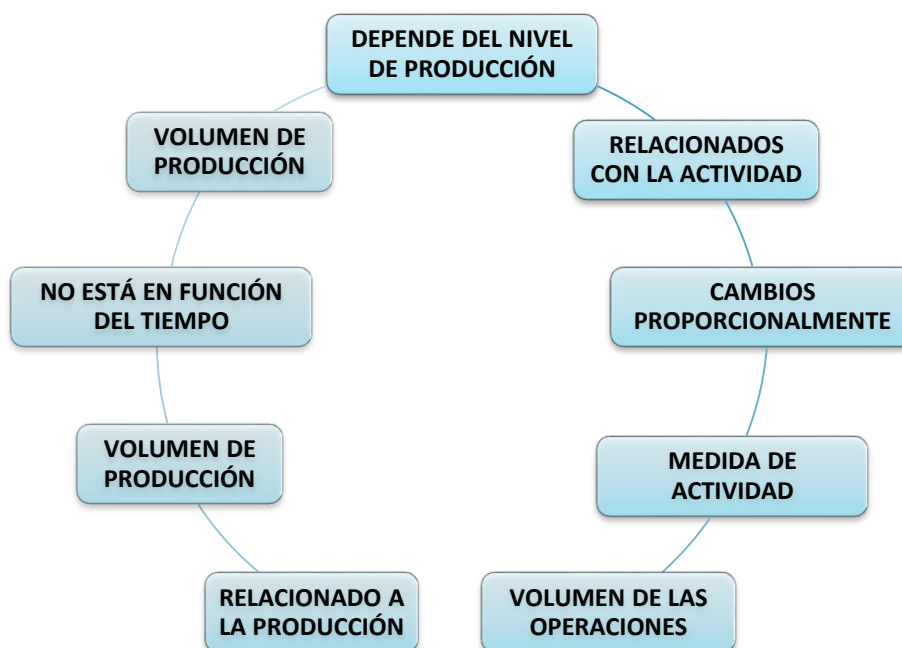 DEPENDE DEL NIVEL
DE PRODUCCIÓN
RELACIONADOS
CON LA ACTIVIDAD
CAMBIOS
PROPORCIONALMENTE
MEDIDA DE
ACTIVIDAD
VOLUMEN DE LAS
OPERACIONES
RELACIONADO A
LA PRODUCCIÓN
VOLUMEN DE
PRODUCCIÓN
NO ESTÁ EN FUNCIÓN
DEL TIEMPO
VOLUMEN DE
PRODUCCIÓN